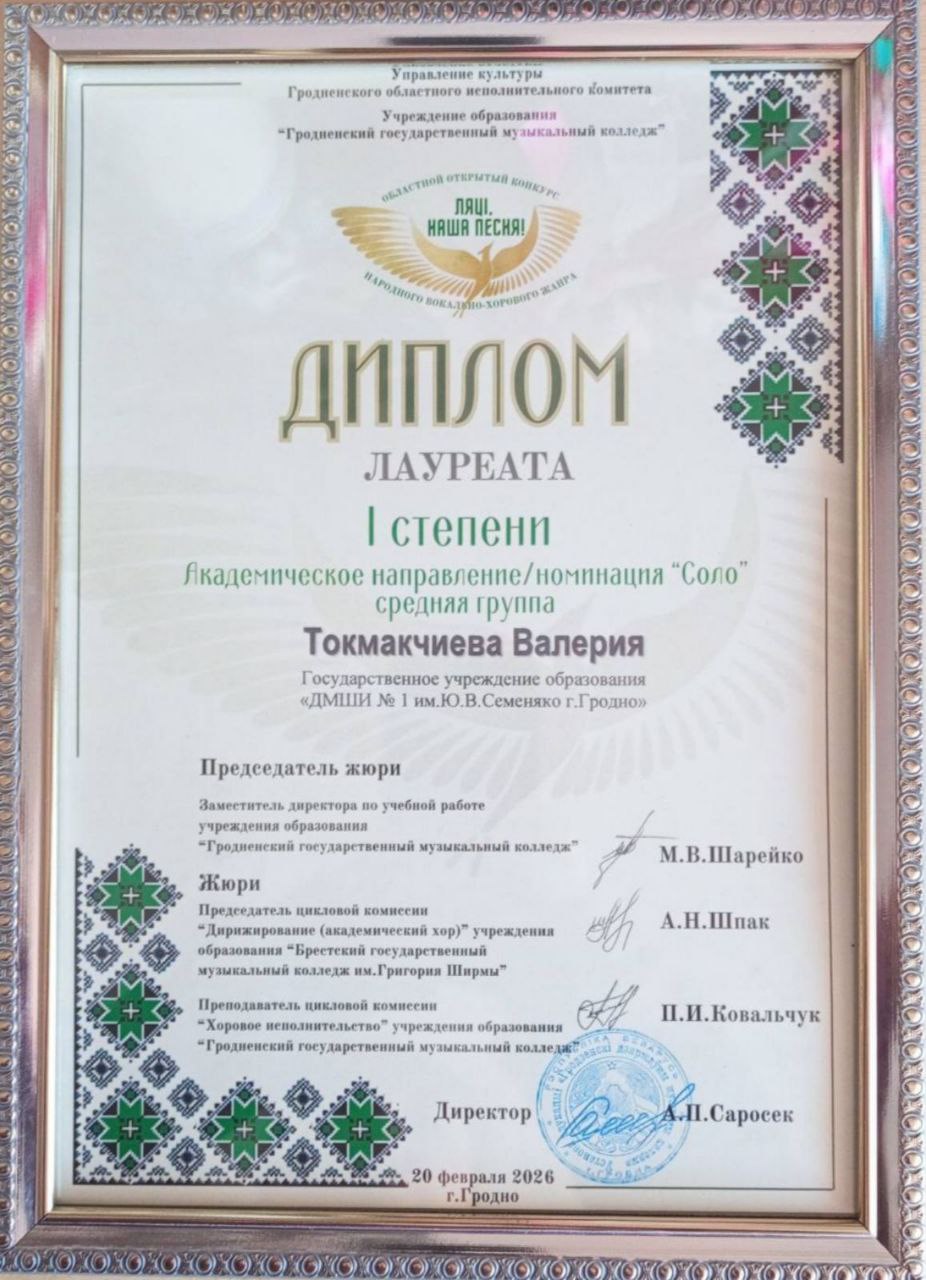 Управление культуры
Гродненского областного исполнительного комитета
Учреждение образования
“Гродненский государственный музыкальный колледж”
ОБЛАСТНОЙ ОТКРЫТЫЙ КОНКУРС
ЛЯЦІ,
НАША ПЕСНЯ!
НАРОДНОГО ВОКАЛЬНО-ХОРОВОГО ЖАНРА
ДИПЛОМ
ЛАУРЕАТА
I степени
Академическое направление/номинация “Соло”
средняя группа
Токмакчиева Валерия
Государственное учреждение образования
«ДМШИ № 1 им.Ю.В.Семеняко г.Гродно»
Председатель жюри
Заместитель директора по учебной работе
учреждения образования
“Гродненский государственный музыкальный колледж”
М.В.Шарейко
Жюри
Председатель цикловой комиссии
“Дирижирование (академический хор)” учреждения
образования “Брестский государственный
музыкальный колледж им.Григория Ширмы”
А.Н.Шпак
Преподаватель цикловой комиссии
“Хоровое исполнительство” учреждения образования
“Гродненский государственный музыкальный колледж”
П.И.Ковальчук
Директор
А.П.Саросек
20 февраля 2026
г.Гродно